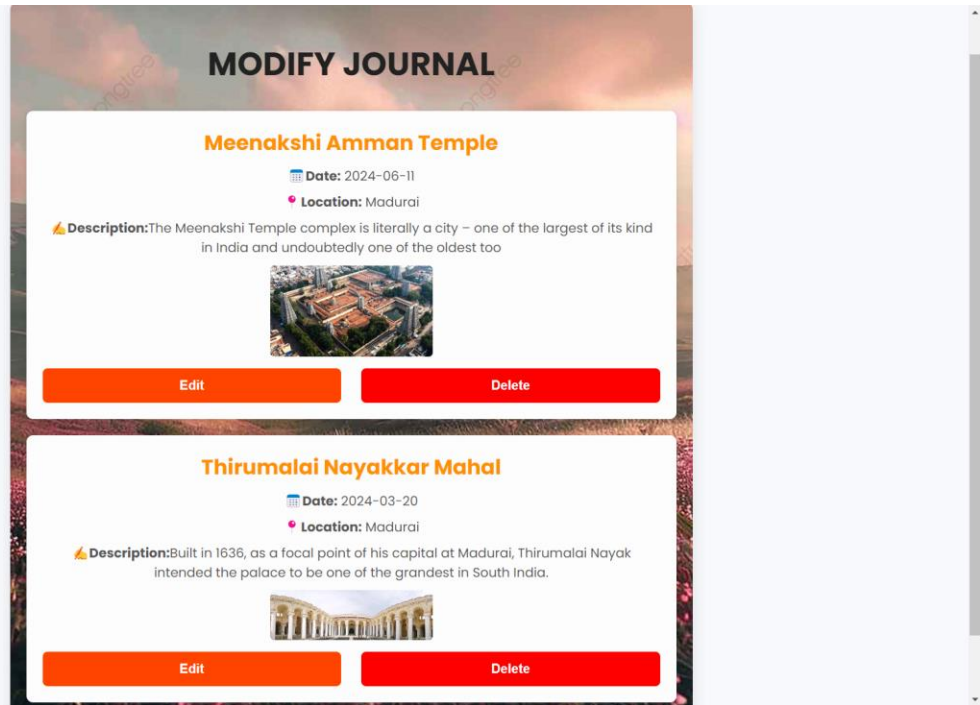 MODIFY JOURNAL
Meenakshi Amman Temple
Date: 2024-06-11
Location: Madurai
Description:The Meenakshi Temple complex is literally a city – one of the largest of its kind
in India and undoubtedly one of the oldest too
Edit Delete
Thirumalai Nayakkar Mahal
Date: 2024-03-20
Location: Madurai
Description:Built in 1636, as a focal point of his capital at Madurai, Thirumalai Nayak
intended the palace to be one of the grandest in South India.
Edit Delete